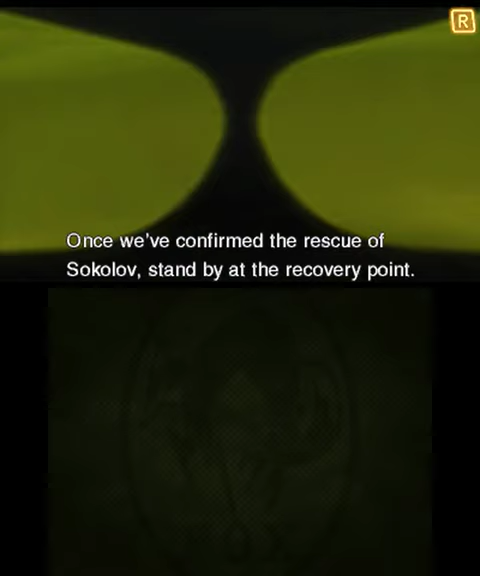 R
Once we've confirmed the rescue of
Sokolov, stand by at the recovery point.